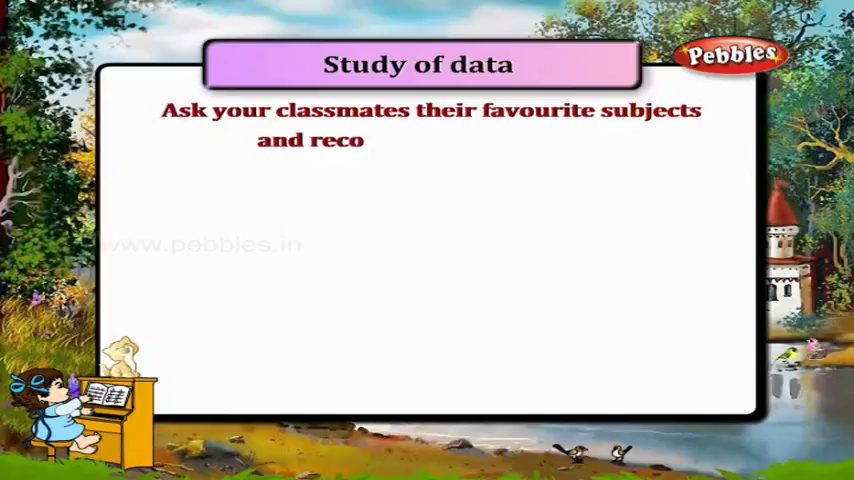 Study of data
Pebbles
Ask your classmates their favourite subjects
and reco
www.pebbles.in